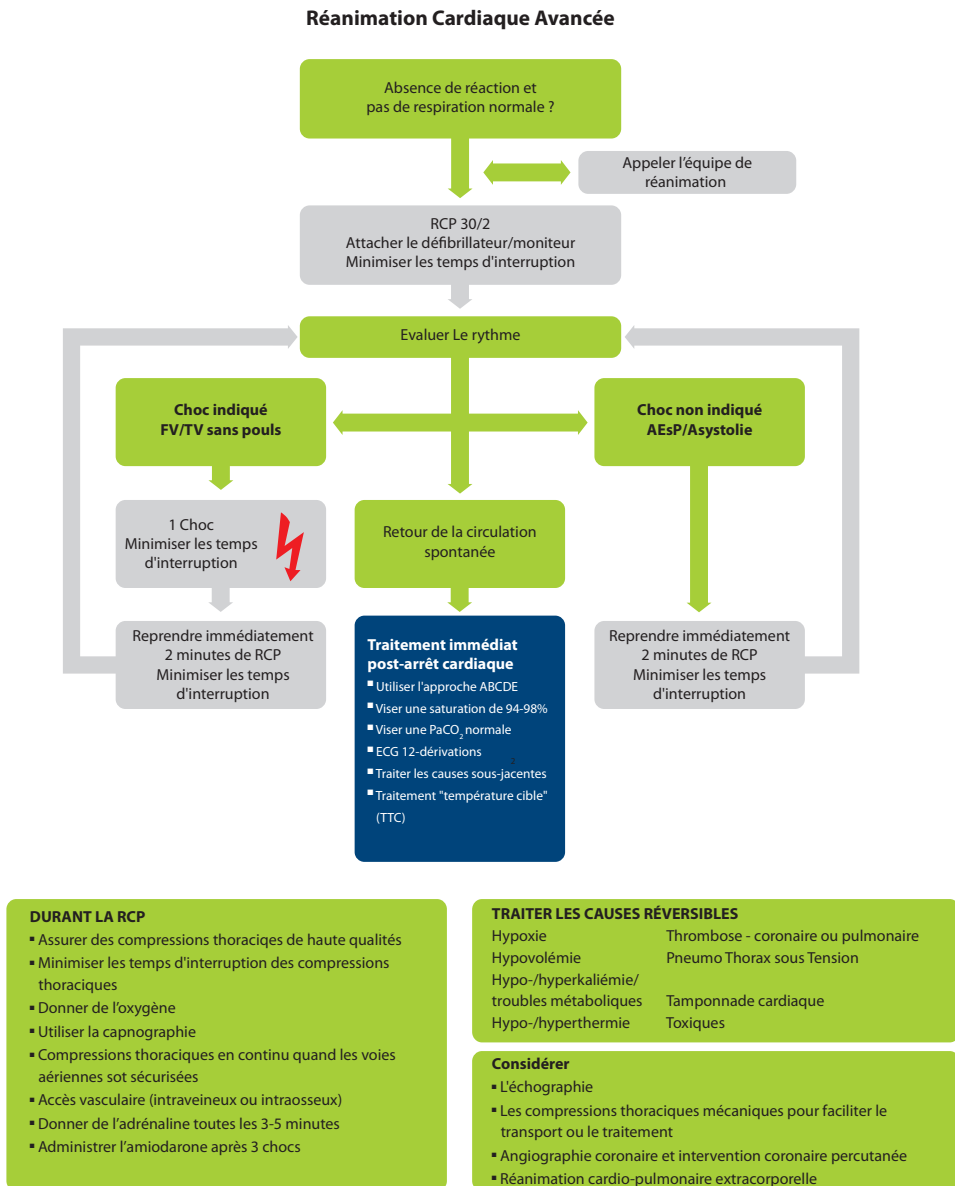 Réanimation Cardiaque Avancée
Absence de réaction et
pas de respiration normale ?
Appeler l'équipe de
réanimation
RCP 30/2
Attacher le défibrillateur/moniteur
Minimiser les temps d'interruption
Evaluer Le rythme
Choc indiqué
FV/TV sans pouls
Choc non indiqué
AEsP/Asystolie
1 Choc
Minimiser les temps
d'interruption
Retour de la circulation
spontanée
Reprendre immédiatement
2 minutes de RCP
Minimiser les temps
d'interruption
Traitement immédiat
post-arrêt cardiaque
▪ Utiliser l'approche ABCDE
▪ Viser une saturation de 94-98%
▪ Viser une PaCO2 normale
▪ ECG 12-dérivations
2
▪ Traiter les causes sous-jacentes
▪ Traitement "température cible"
(TTC)
Reprendre immédiatement
2 minutes de RCP
Minimiser les temps
d'interruption
DURANT LA RCP
▪ Assurer des compressions thoraciqes de haute qualités
▪ Minimiser les temps d'interruption des compressions
thoraciques
▪ Donner de l'oxygène
▪ Utiliser la capnographie
▪ Compressions thoraciques en continu quand les voies
aériennes sot sécurisées
▪ Accès vasculaire (intraveineux ou intraosseux)
▪ Donner de l'adrénaline toutes les 3-5 minutes
▪ Administrer l'amiodarone après 3 chocs
TRAITER LES CAUSES RÉVERSIBLES
Hypoxie Thrombose - coronaire ou pulmonaire
Hypovolémie Pneumo Thorax sous Tension
Hypo-/hyperkaliémie/
troubles métaboliques Tamponnade cardiaque
Hypo-/hyperthermie Toxiques
Considérer
▪ L'échographie
▪ Les compressions thoraciques mécaniques pour faciliter le
transport ou le traitement
▪ Angiographie coronaire et intervention coronaire percutanée
▪ Réanimation cardio-pulmonaire extracorporelle